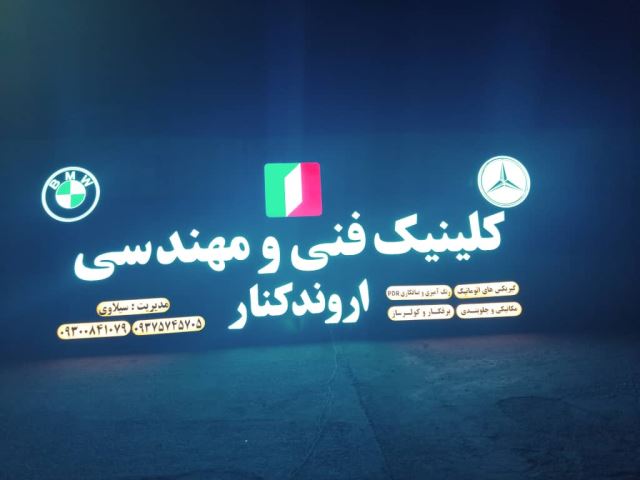 BMW
کلینیک فنی و مهندسی
اروندکنار
گیربکس های اتوماتیک
رنگ آمیزی و صافکاری PDR
مکانیکی و جلوبندی
برقکار و کولرساز
مدیریت : سیلاوی
۰۹۳۷۵۷۴۵۷۰۵
۰۹۳۰۰۸۴۱۰۷۹